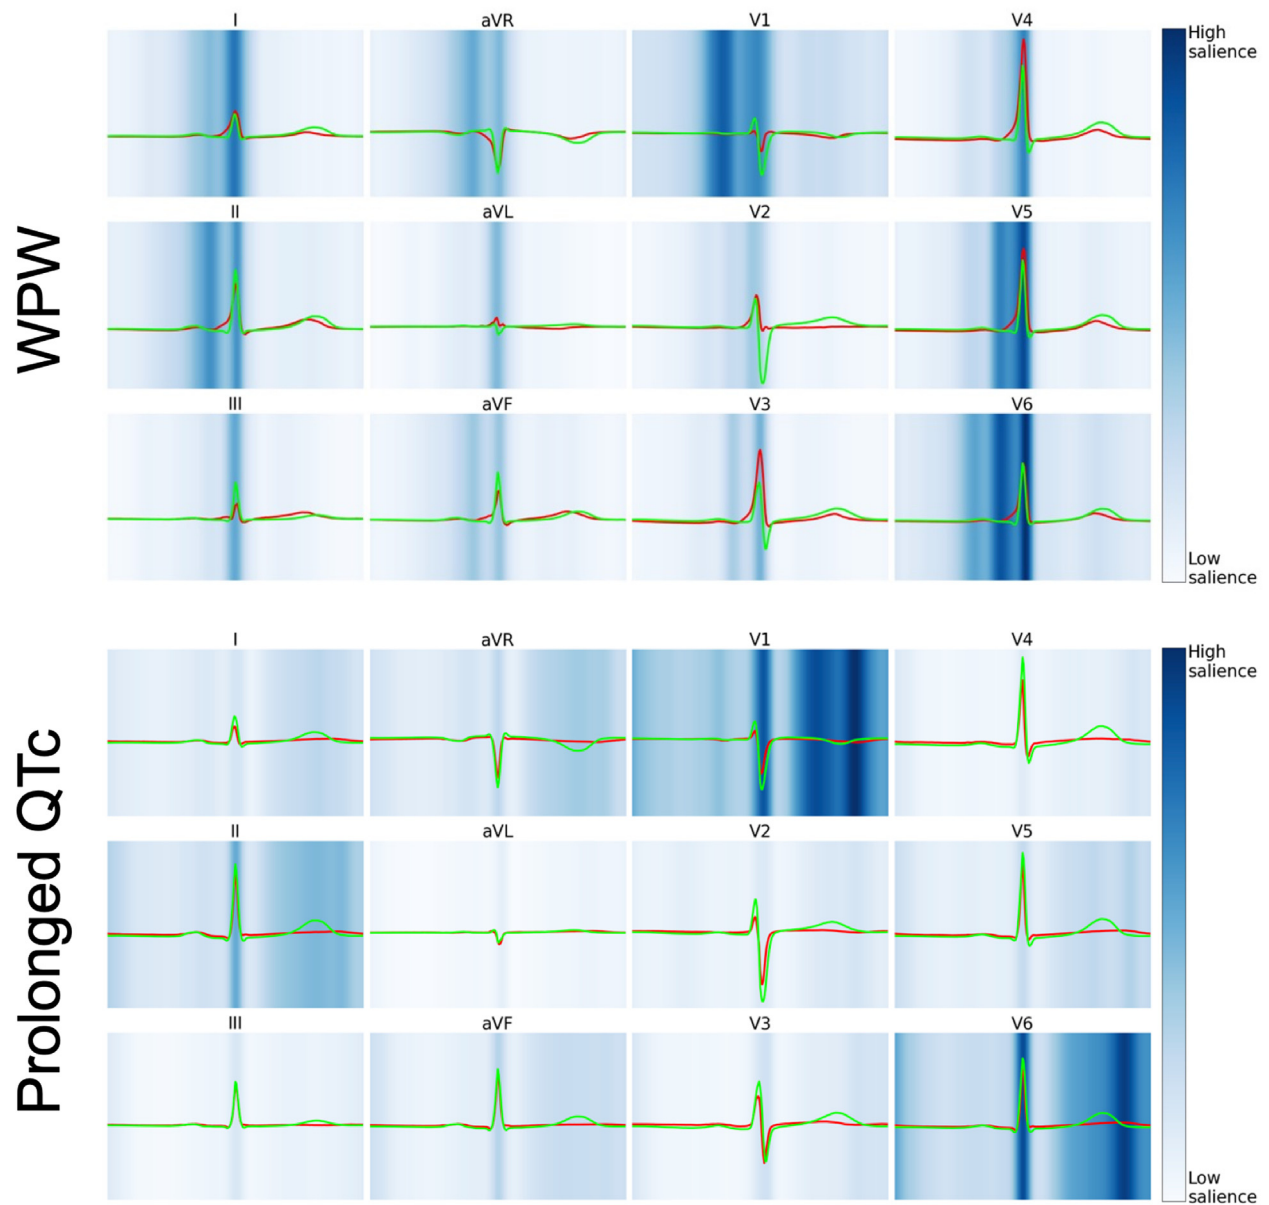 WPW
I
aVR
V1
V4
High
salience
II
aVL
V2
V5
III
aVF
V3
V6
Low
salience
Prolonged QTc
I
aVR
V1
V4
High
salience
II
aVL
V2
V5
III
aVF
V3
V6
Low
salience